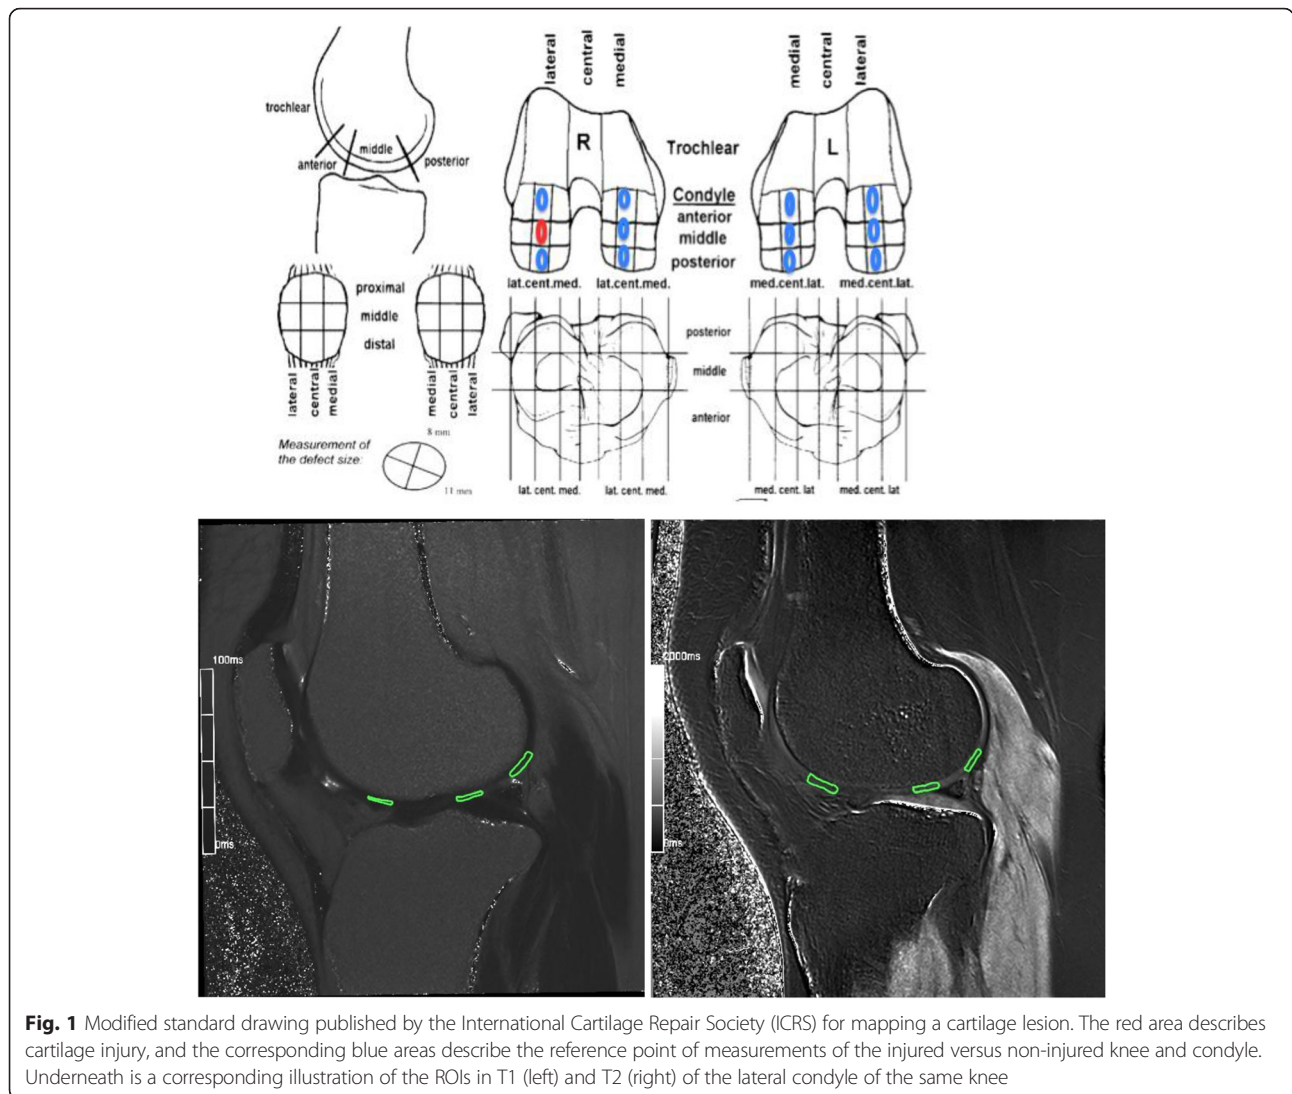 lateral
central
medial
medial
central
lateral
trochlear
anterior
middle
posterior
R
L
Trochlear
Condyle
anterior
middle
posterior
lat.cent.med.
lat.cent.med.
med.cent.lat.
med.cent.lat.
proximal
middle
distal
lateral
central
medial
medial
central
lateral
posterior
middle
anterior
Measurement of
the defect size:
8 mm
11 mm
lat. cent. med.
lat. cent. med.
med. cent. lat
med. cent. lat
100ms
0ms
Fig. 1 Modified standard drawing published by the International Cartilage Repair Society (ICRS) for mapping a cartilage lesion. The red area describes
cartilage injury, and the corresponding blue areas describe the reference point of measurements of the injured versus non-injured knee and condyle.
Underneath is a corresponding illustration of the ROIs in T1 (left) and T2 (right) of the lateral condyle of the same knee